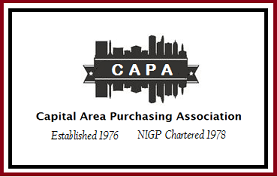 CAPA
Capital Area Purchasing Association
Established 1976 NIGP Chartered 1978